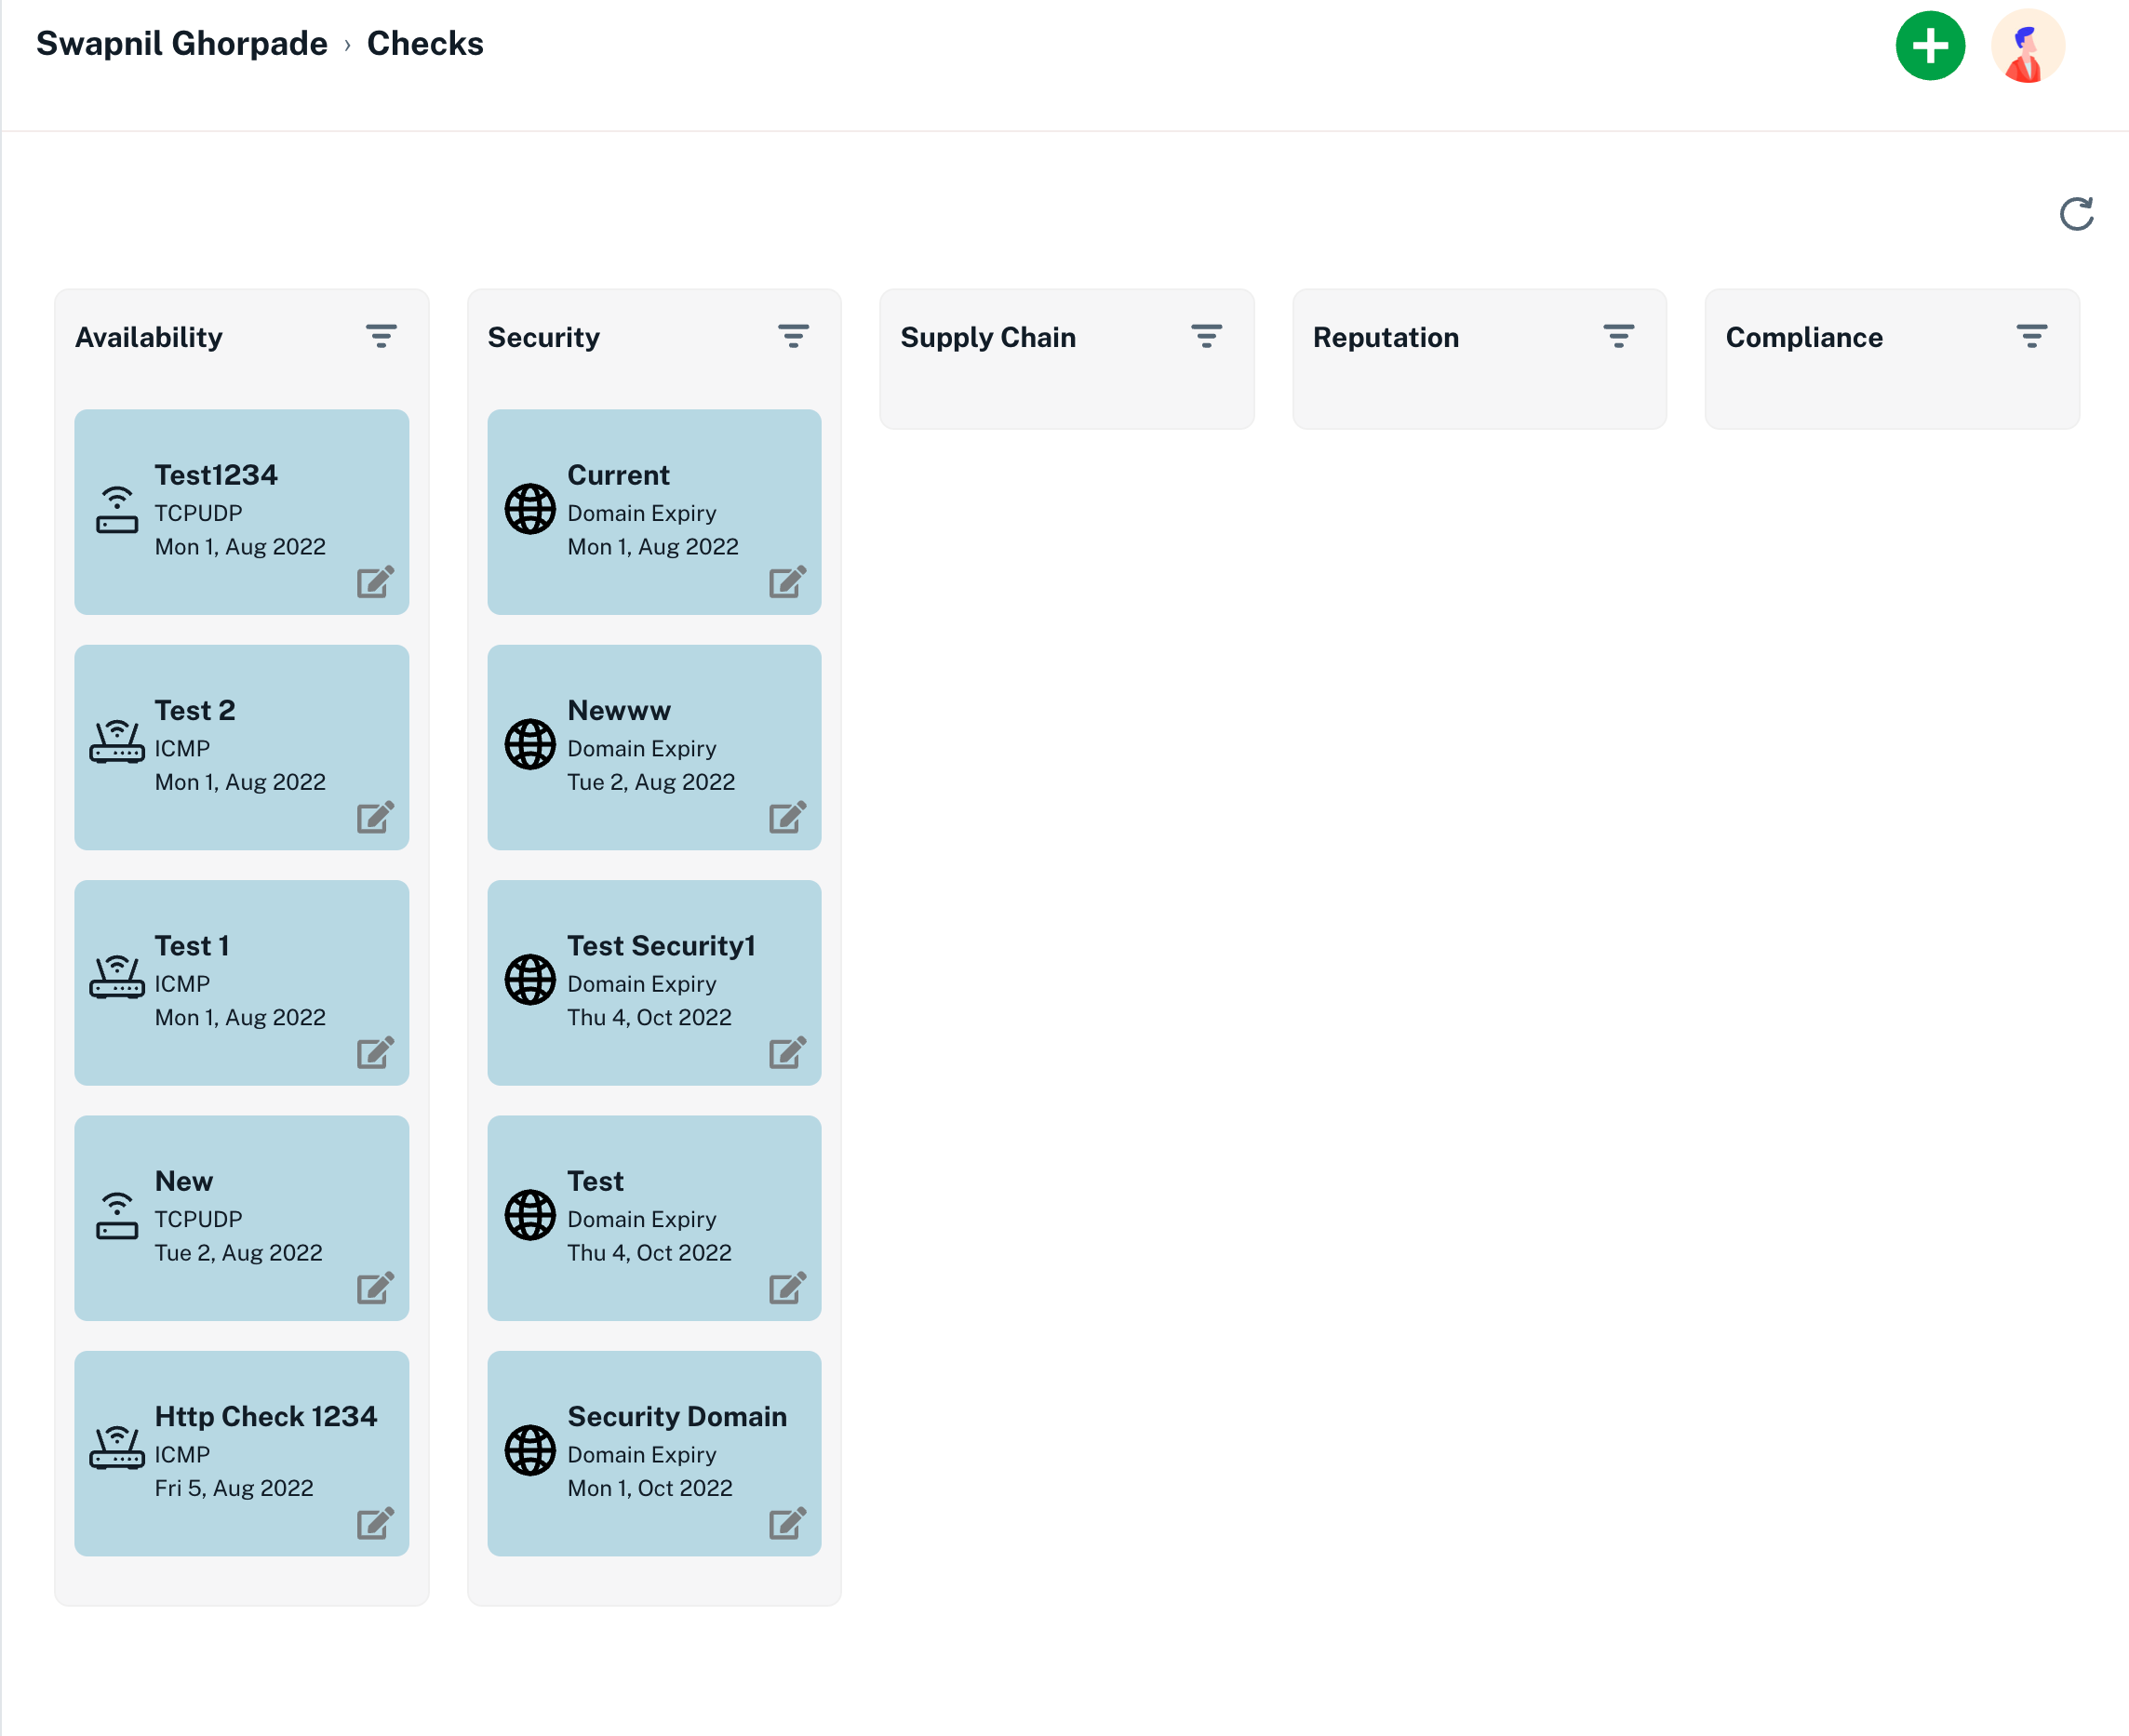 Swapnil Ghorpade › Checks
Availability
Test1234
TCPUDP
Mon 1, Aug 2022
Test 2
ICMP
Mon 1, Aug 2022
Test 1
ICMP
Mon 1, Aug 2022
New
TCPUDP
Tue 2, Aug 2022
Http Check 1234
ICMP
Fri 5, Aug 2022
Security
Current
Domain Expiry
Mon 1, Aug 2022
Newww
Domain Expiry
Tue 2, Aug 2022
Test Security1
Domain Expiry
Thu 4, Oct 2022
Test
Domain Expiry
Thu 4, Oct 2022
Security Domain
Domain Expiry
Mon 1, Oct 2022
Supply Chain
Reputation
Compliance